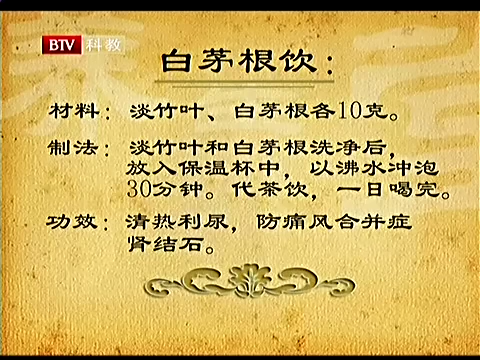 BTV 科教
白茅根饮：
材料：淡竹叶、白茅根各10克。
制法：淡竹叶和白茅根洗净后，
放入保温杯中，以沸水冲泡
30分钟。代茶饮，一日喝完。
功效：清热利尿，防痛风合并症
肾结石。